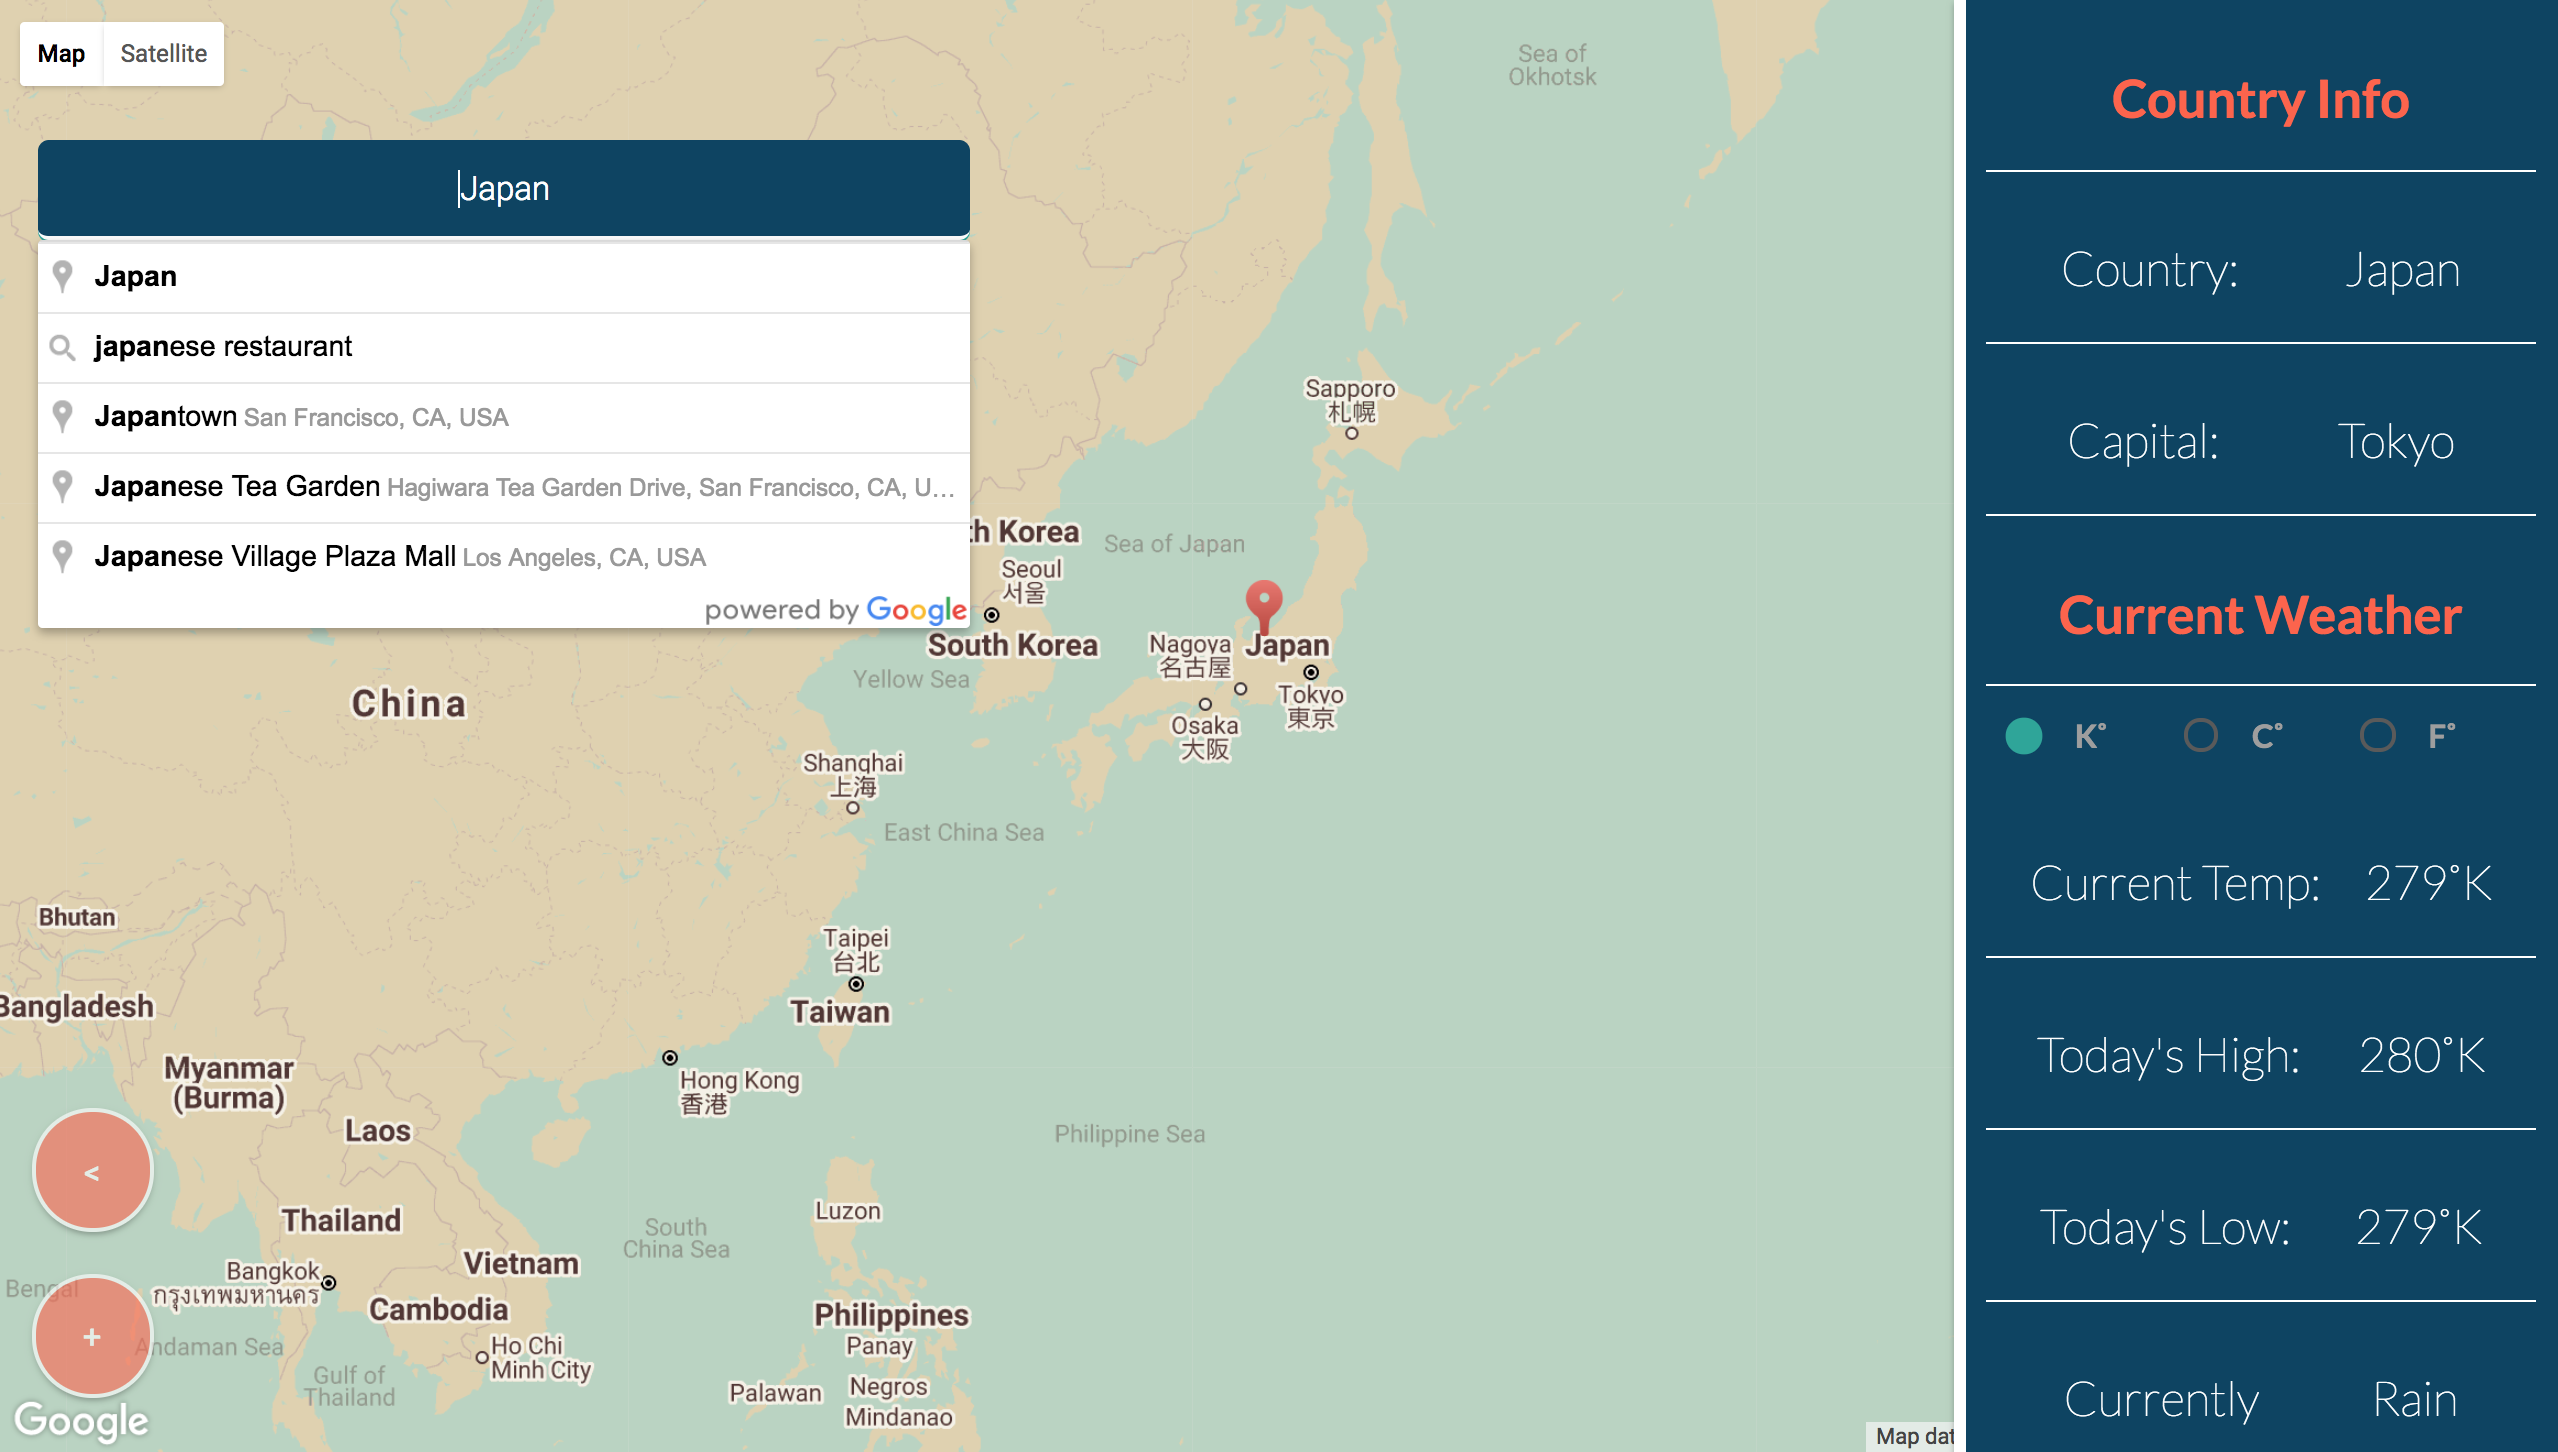 Map Satellite
Japan
Japan
japanese restaurant
Japantown San Francisco, CA, USA
Japanese Tea Garden Hagiwara Tea Garden Drive, San Francisco, CA, U...
Japanese Village Plaza Mall Los Angeles, CA, USA
powered by Google
Sea of
Okhotsk
Sapporo
札幌
th Korea
Sea of Japan
Seoul
서울
South Korea
Nagoya
名古屋
Japan
Tokyo
東京
Osaka
大阪
Yellow Sea
China
Shanghai
上海
East China Sea
Bhutan
Taipei
台北
Taiwan
Bangladesh
Hong Kong
香港
Myanmar
(Burma)
Laos
Philippine Sea
<
Thailand
Luzon
South
China Sea
Vietnam
Bangkok
กรุงเทพมหานคร
Bengal
Cambodia
Philippines
+
Andaman Sea
Ho Chi
Minh City
Panay
Gulf of
Thailand
Palawan
Negros
Mindanao
Google
Map dat
Country Info
Country: Japan
Capital: Tokyo
Current Weather
K° C° F°
Current Temp: 279°K
Today's High: 280°K
Today's Low: 279°K
Currently Rain